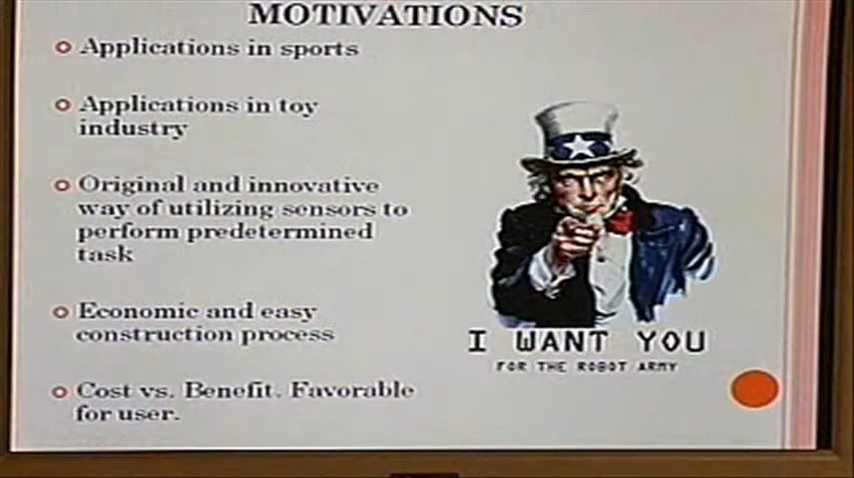 MOTIVATIONS
Applications in sports
Applications in toy
industry
Original and innovative
way of utilizing sensors to
perform predetermined
task
Economic and easy
construction process
Cost vs. Benefit. Favorable
for user.
I WANT YOU
FOR THE ROBOT ARMY